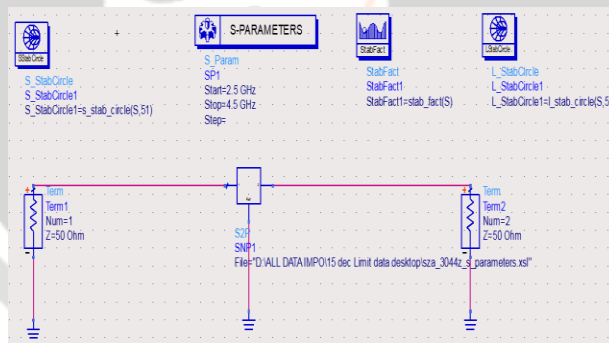 SStabCircle
S_StabCircle
S_StabCircle1
S_StabCircle1=s_stab_circle(S,51)
S-PARAMETERS
S_Param
SP1
Start=2.5 GHz
Stop=4.5 GHz
Step=
StabFact
StabFact
StabFact1
StabFact1=stab_fact(S)
LStabCircle
L_StabCircle
L_StabCircle1
L_StabCircle1=l_stab_circle(S,5
Term
Term1
Num=1
Z=50 Ohm
Ref
S2P
SNP1
File="D:\ALL DATA IMPO\15 dec Limit data desktop\sza_3044z_s_parameters.xsl"
Term
Term2
Num=2
Z=50 Ohm